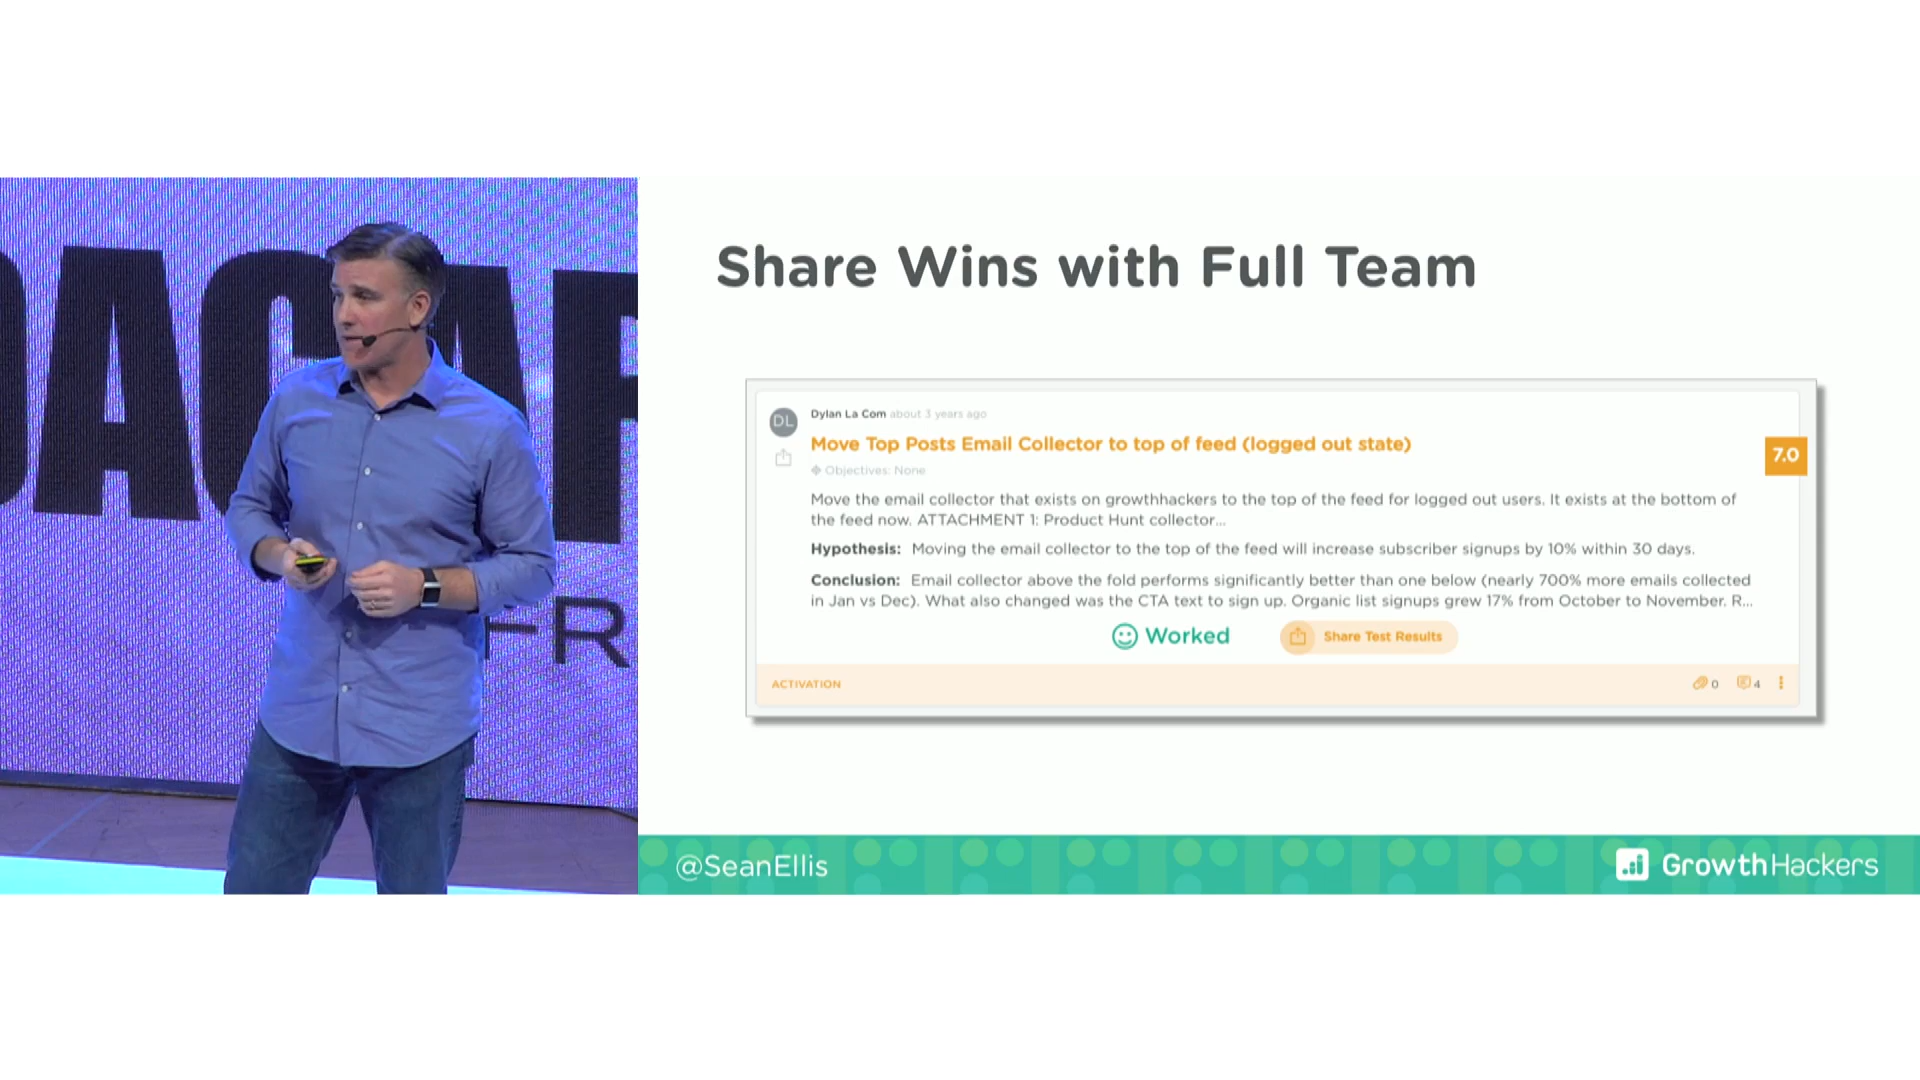 Share Wins with Full Team
DL
Dylan La Com about 3 years ago
Move Top Posts Email Collector to top of feed (logged out state)
7.0
Objectives: None
Move the email collector that exists on growthhackers to the top of the feed for logged out users. It exists at the bottom of
the feed now. ATTACHMENT 1: Product Hunt collector...
Hypothesis: Moving the email collector to the top of the feed will increase subscriber signups by 10% within 30 days.
Conclusion: Email collector above the fold performs significantly better than one below (nearly 700% more emails collected
in Jan vs Dec). What also changed was the CTA text to sign up. Organic list signups grew 17% from October to November. R...
Worked
Share Test Results
ACTIVATION
0
4
@SeanEllis
GrowthHackers